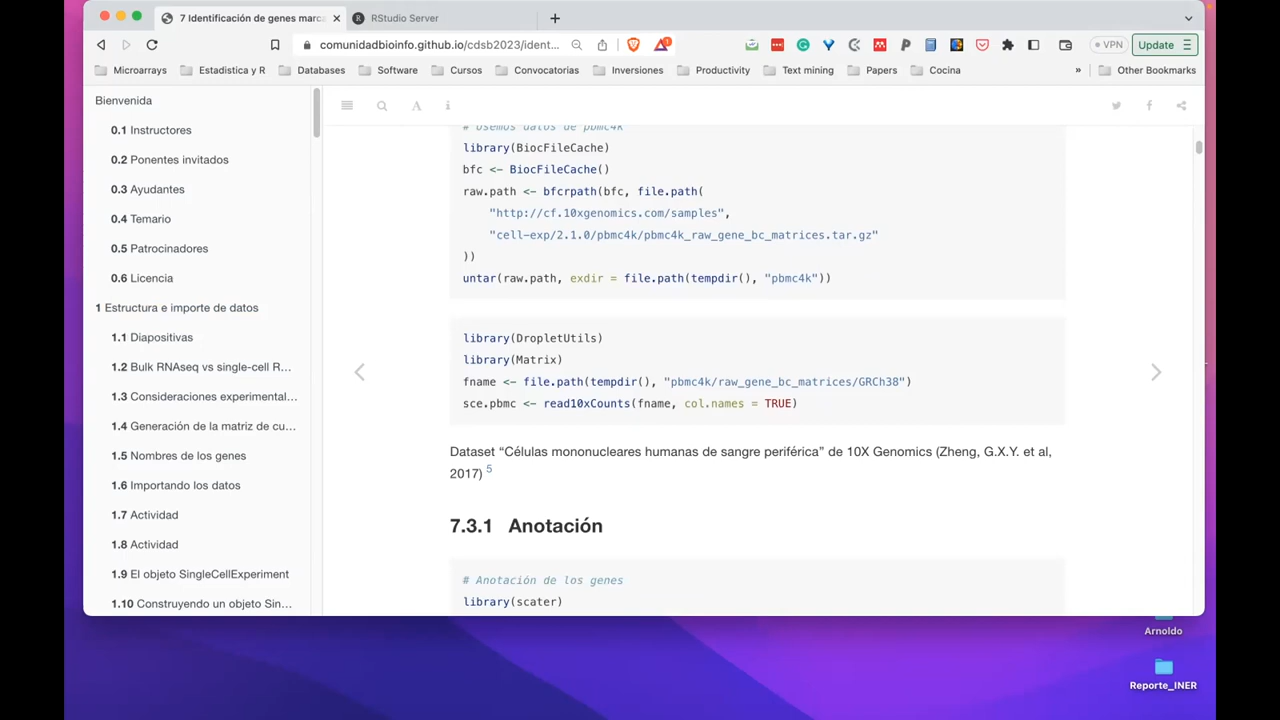 7 Identificación de genes marca
RStudio Server
comunidadbioinfo.github.io/cdsb2023/ident...
VPN
Update
Microarrays
Estadistica y R
Databases
Software
Cursos
Convocatorias
Inversiones
Productivity
Text mining
Papers
Cocina
»
Other Bookmarks
Bienvenida
0.1 Instructores
0.2 Ponentes invitados
0.3 Ayudantes
0.4 Temario
0.5 Patrocinadores
0.6 Licencia
1 Estructura e importe de datos
1.1 Diapositivas
1.2 Bulk RNAseq vs single-cell R...
1.3 Consideraciones experimental...
1.4 Generación de la matriz de cu...
1.5 Nombres de los genes
1.6 Importando los datos
1.7 Actividad
1.8 Actividad
1.9 El objeto SingleCellExperiment
1.10 Construyendo un objeto Sin...
# Usemos datos de pbmc4k
library(BiocFileCache)
bfc <- BiocFileCache()
raw.path <- bfcrpath(bfc, file.path(
"http://cf.10xgenomics.com/samples",
"cell-exp/2.1.0/pbmc4k/pbmc4k_raw_gene_bc_matrices.tar.gz"
))
untar(raw.path, exdir = file.path(tempdir(), "pbmc4k"))
library(DropletUtils)
library(Matrix)
fname <- file.path(tempdir(), "pbmc4k/raw_gene_bc_matrices/GRCh38")
sce.pbmc <- read10xCounts(fname, col.names = TRUE)
Dataset “Células mononucleares humanas de sangre periférica” de 10X Genomics (Zheng, G.X.Y. et al,
2017) 5
7.3.1 Anotación
# Anotación de los genes
library(scater)
Arnoldo
Reporte_INER